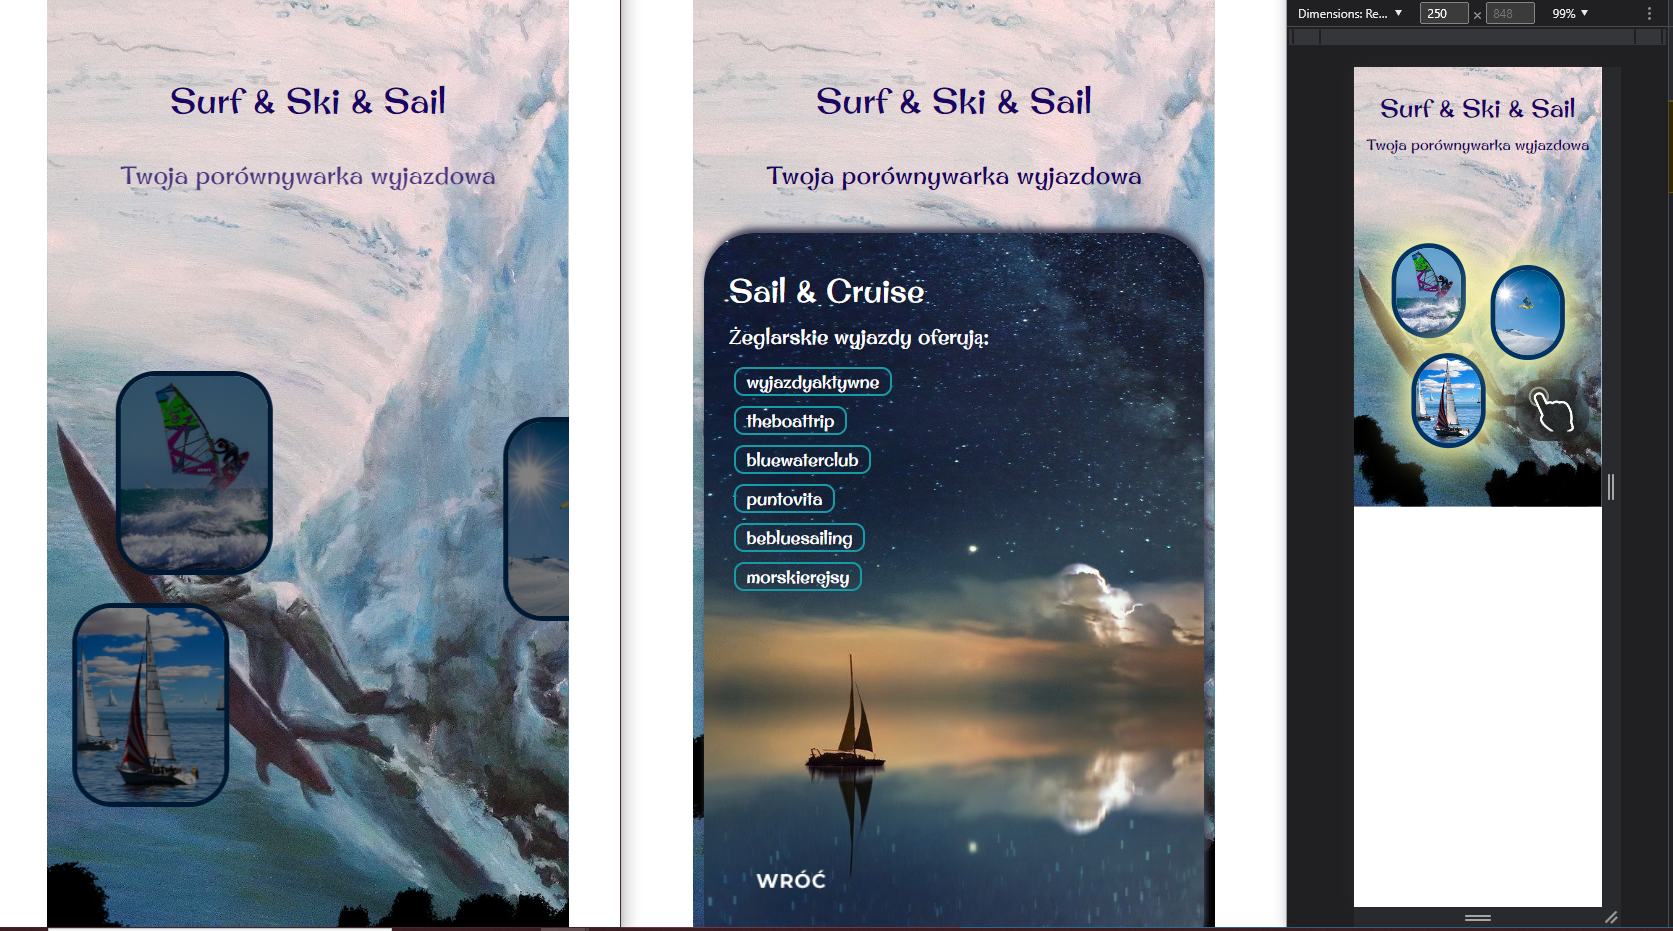 Surf & Ski & Sail
Twoja porównywarka wyjazdowa
Surf & Ski & Sail
Twoja porównywarka wyjazdowa
Sail & Cruise
Żeglarskie wyjazdy oferują:
wyjazdyaktywne
theboattrip
bluewaterclub
puntovita
bebluesailing
morskierejsy
WRÓĆ
Dimensions: Re... ▼ 250 × 848 99% ▼
Surf & Ski & Sail
Twoja porównywarka wyjazdowa